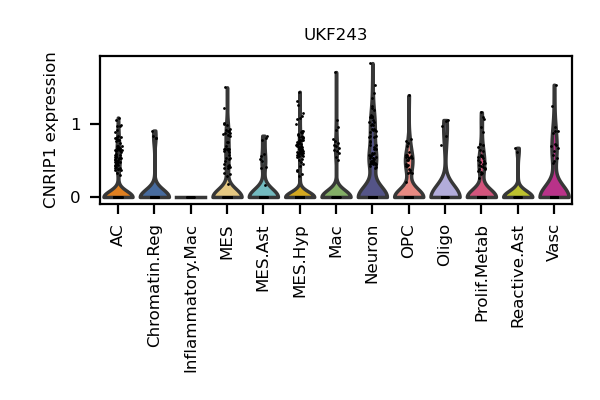 UKF243
CNRIP1 expression
1
0
AC
Chromatin.Reg
Inflammatory.Mac
MES
MES.Ast
MES.Hyp
Mac
Neuron
OPC
Oligo
Prolif.Metab
Reactive.Ast
Vasc